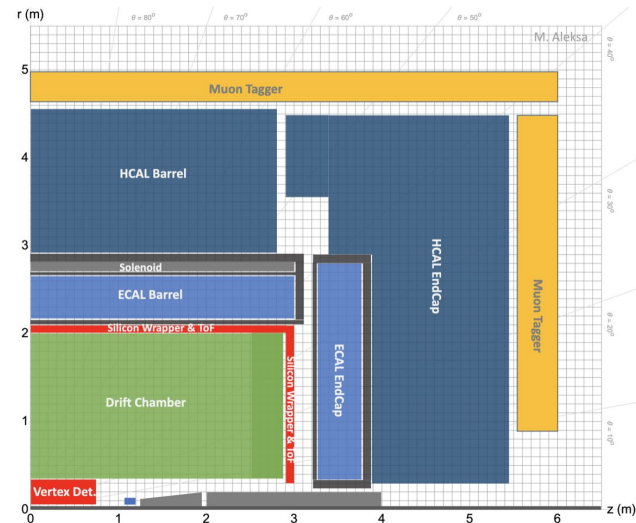 r (m)
θ = 80°
θ = 70°
θ = 60°
θ = 50°
M. Aleksa
θ = 40°
5
Muon Tagger
4
HCAL Barrel
HCAL EndCap
θ = 30°
3
Solenoid
ECAL Barrel
Muon Tagger
Silicon Wrapper & ToF
θ = 20°
2
ECAL EndCap
Silicon Wrapper & ToF
Drift Chamber
1
θ = 10°
Vertex Det.
0
0 1 2 3 4 5 6 z (m)